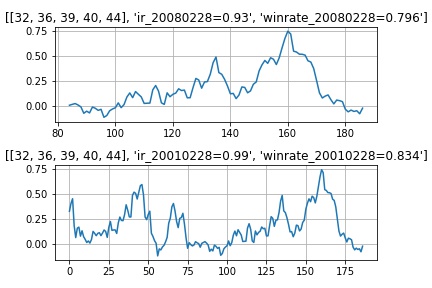 [[32, 36, 39, 40, 44], 'ir_20080228=0.93', 'winrate_20080228=0.796']
0.75
0.50
0.25
0.00
80 100 120 140 160 180
[[32, 36, 39, 40, 44], 'ir_20010228=0.99', 'winrate_20010228=0.834']
0.75
0.50
0.25
0.00
0 25 50 75 100 125 150 175